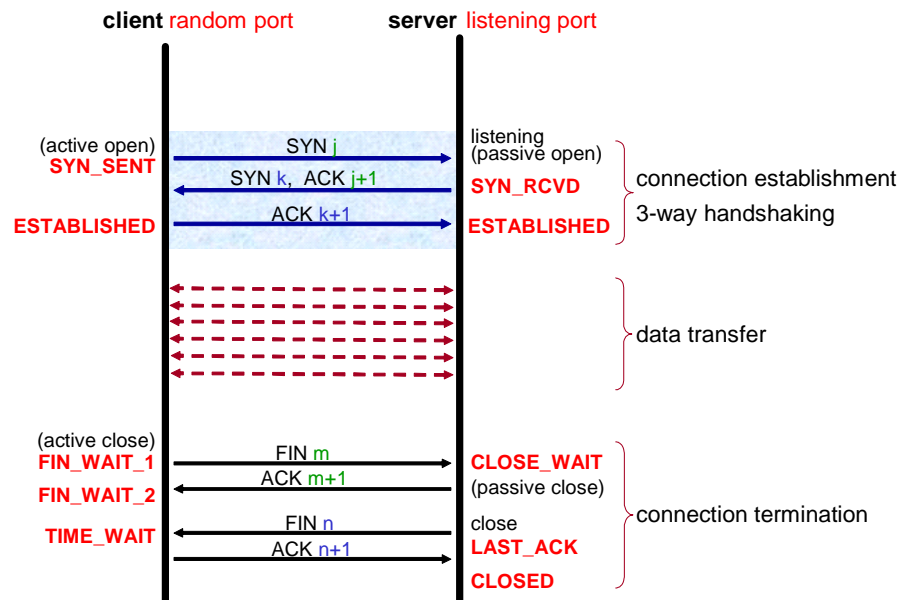 client random port server listening port
(active open)
SYN_SENT
SYN j
listening
(passive open)
SYN k, ACK j+1
SYN_RCVD
ESTABLISHED
ACK k+1
ESTABLISHED
connection establishment
3-way handshaking
data transfer
(active close)
FIN_WAIT_1
FIN m
CLOSE_WAIT
FIN_WAIT_2
ACK m+1
(passive close)
TIME_WAIT
FIN n
close
LAST_ACK
ACK n+1
CLOSED
connection termination